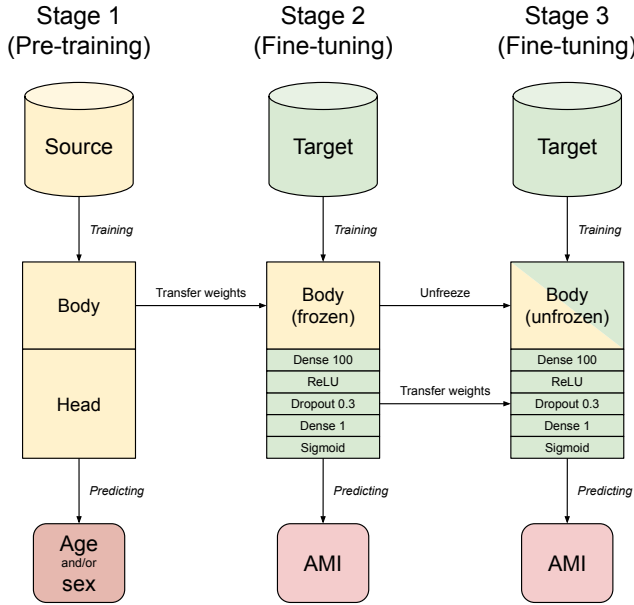 Stage 1
(Pre-training)
Stage 2
(Fine-tuning)
Stage 3
(Fine-tuning)
Source
Target
Target
Training
Training
Training
Body
Transfer weights
Body
(frozen)
Unfreeze
Body
(unfrozen)
Head
Dense 100
ReLU
Dropout 0.3
Dense 1
Sigmoid
Transfer weights
Dense 100
ReLU
Dropout 0.3
Dense 1
Sigmoid
Predicting
Predicting
Predicting
Age
and/or
sex
AMI
AMI